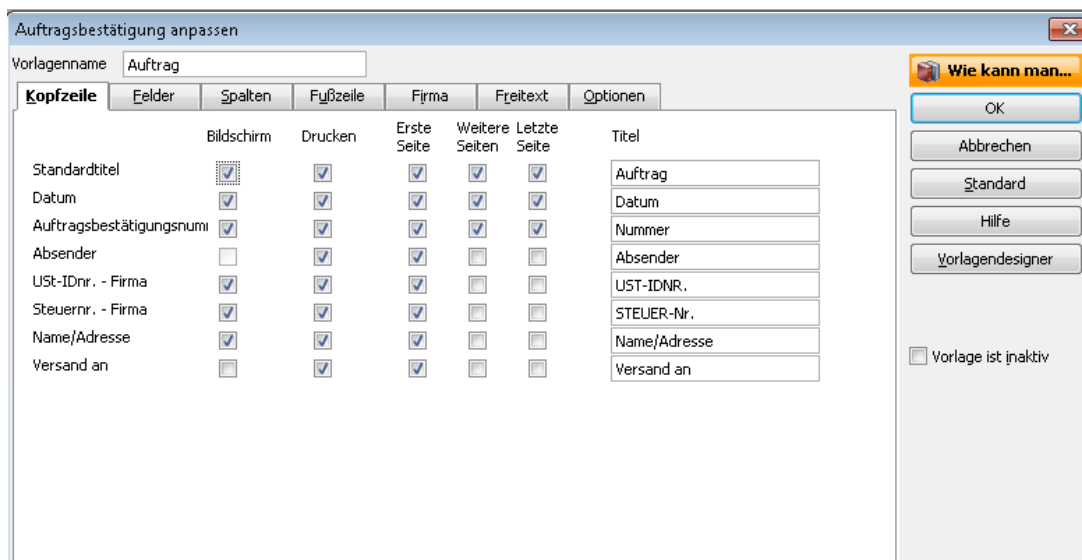 Auftragsbestätigung anpassen
Vorlagenname Auftrag
Wie kann man...
Kopfzeile Felder Spalten Fußzeile Firma Freitext Optionen
OK
Bildschirm Drucken Erste Seite Weitere Seiten Letzte Seite Titel
Abbrechen
Standardtitel Auftrag
Standard
Datum Datum
Hilfe
Auftragsbestätigungsnum Nummer
Absender Absender
Vorlagendesigner
USt-IDnr. - Firma UST-IDNR.
Steuernr. - Firma STEUER-Nr.
Name/Adresse Name/Adresse
Versand an Versand an
Vorlage ist inaktiv